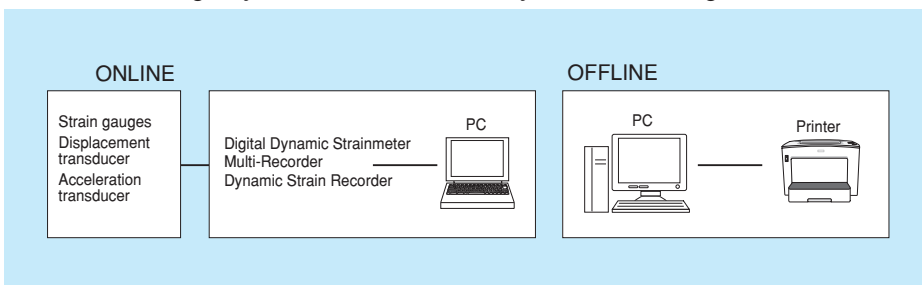 ONLINE
Strain gauges
Displacement
transducer
Acceleration
transducer
Digital Dynamic Strainmeter
Multi-Recorder
Dynamic Strain Recorder
PC
OFFLINE
PC
Printer